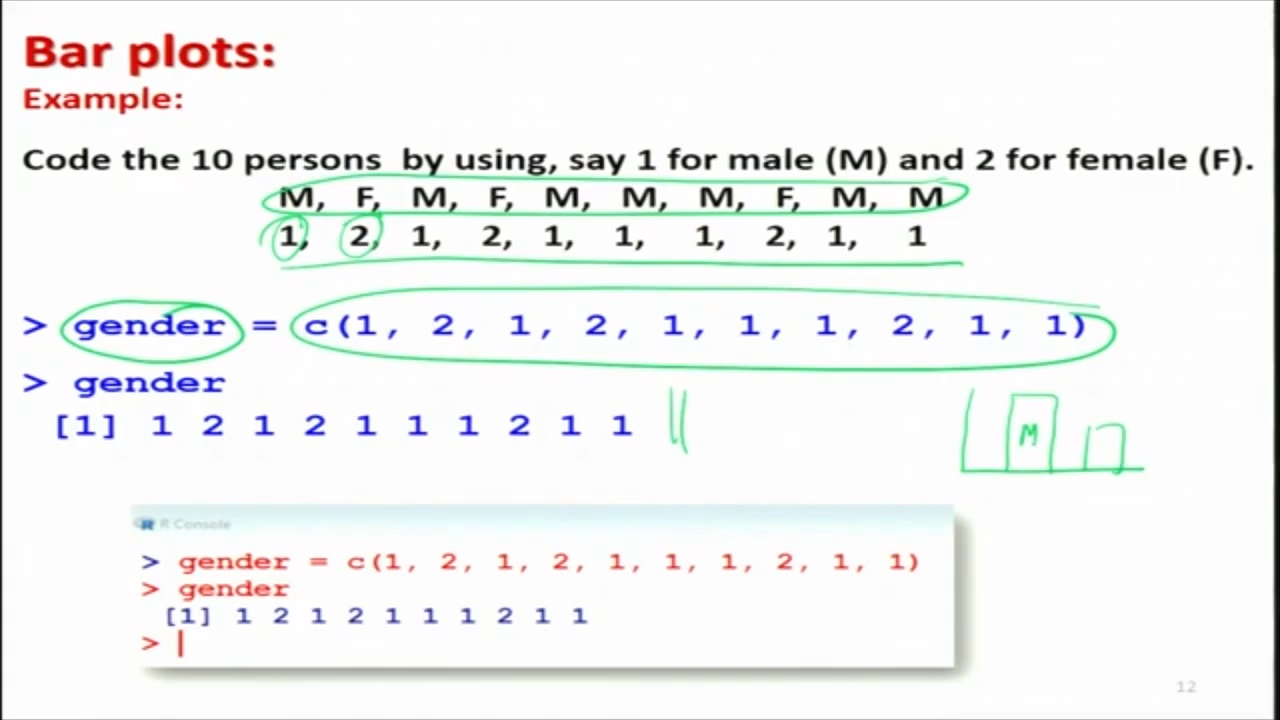 Bar plots:
Example:
Code the 10 persons by using, say 1 for male (M) and 2 for female (F).
M, F, M, F, M, M, M, F, M, M
1, 2, 1, 2, 1, 1, 1, 2, 1, 1
> gender = c(1, 2, 1, 2, 1, 1, 1, 2, 1, 1)
> gender
[1] 1 2 1 2 1 1 1 2 1 1
M
R Console
> gender = c(1, 2, 1, 2, 1, 1, 1, 2, 1, 1)
> gender
[1] 1 2 1 2 1 1 1 2 1 1
>
12